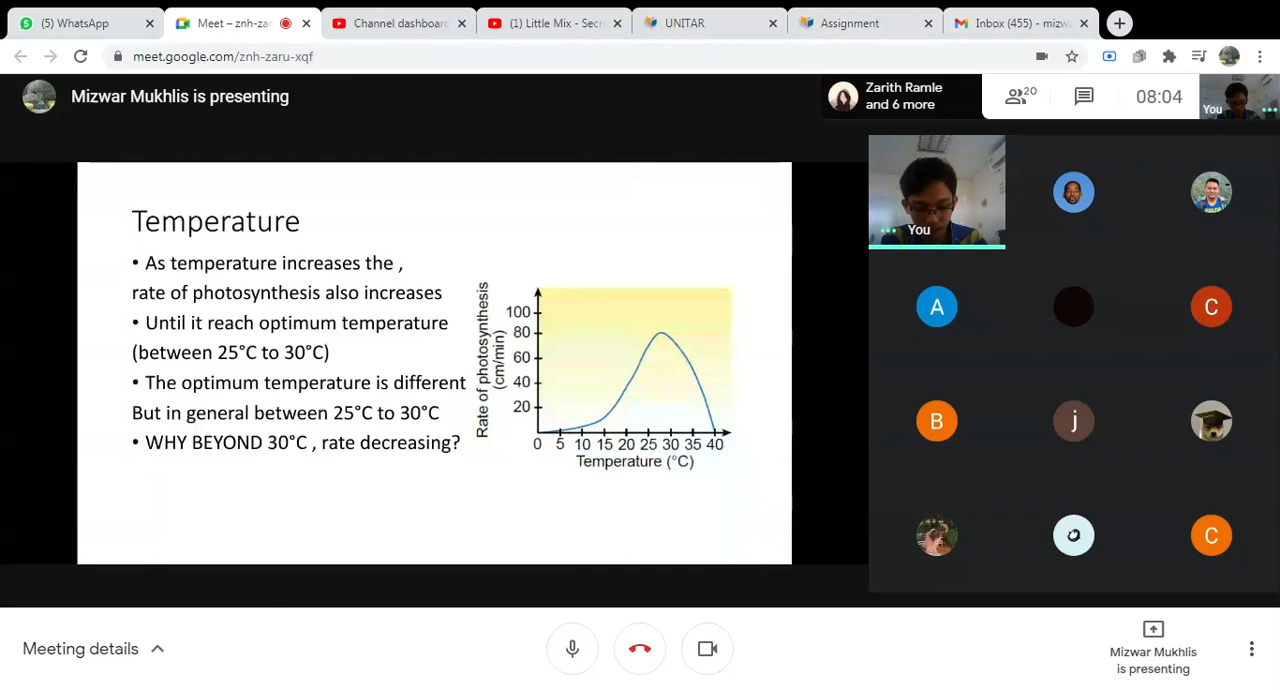 (5) WhatsApp
Meet – znh-zar
Channel dashboard
(1) Little Mix - Secr
UNITAR
Assignment
Inbox (455) - mizw
meet.google.com/znh-zaru-xqf
Mizwar Mukhlis is presenting
Zarith Ramle
and 6 more
20
08:04
You
You
Temperature
• As temperature increases the ,
rate of photosynthesis also increases
• Until it reach optimum temperature
(between 25°C to 30°C)
• The optimum temperature is different
But in general between 25°C to 30°C
• WHY BEYOND 30°C , rate decreasing?
Rate of photosynthesis
(cm/min)
100
80
60
40
20
0 5 10 15 20 25 30 35 40
Temperature (°C)
A
C
B
j
C
Meeting details
Mizwar Mukhlis
is presenting